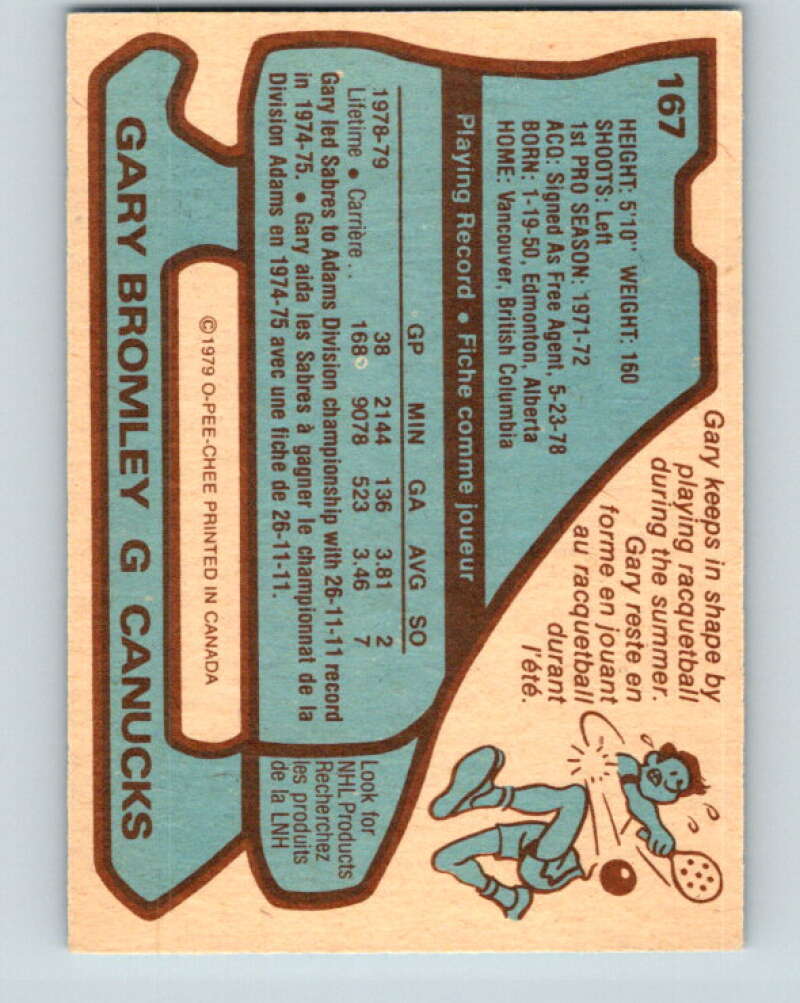 167
HEIGHT: 5'10" WEIGHT: 160
SHOOTS: Left
1st PRO SEASON: 1971-72
ACQ: Signed As Free Agent, 5-23-78
BORN: 1-19-50, Edmonton, Alberta
HOME: Vancouver, British Columbia
Gary keeps in shape by
playing racquetball
during the summer.
Gary reste en
forme en jouant
au racquetball
durant
l'été.
Playing Record • Fiche comme joueur
GP MIN GA AVG SO
1978-79 38 2144 136 3.81 2
Lifetime • Carrière .. 168 9078 523 3.46 7
Gary led Sabres to Adams Division championship with 26-11-11 record
in 1974-75. • Gary aida les Sabres à gagner le championnat de la
Division Adams en 1974-75 avec une fiche de 26-11-11.
Look for
NHL Products
Recherchez
les produits
de la LNH
©1979 O-PEE-CHEE PRINTED IN CANADA
GARY BROMLEY G CANUCKS